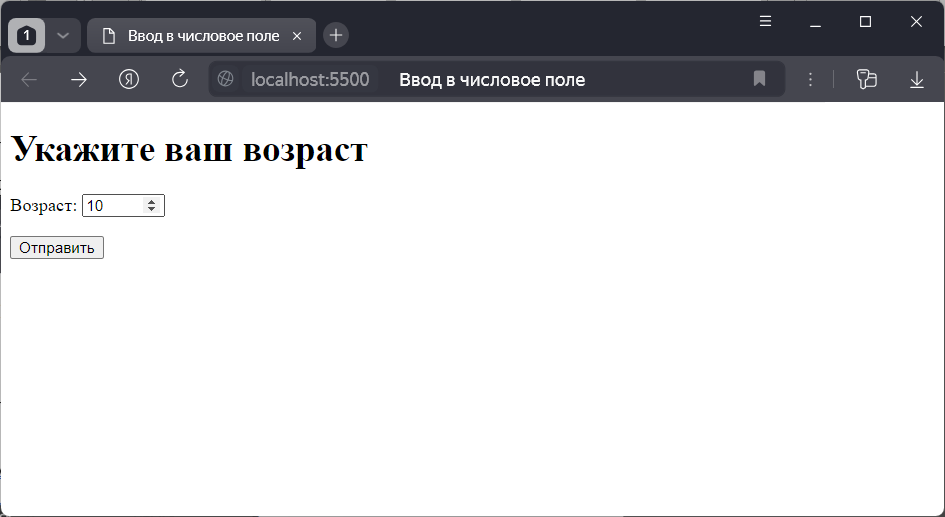 1
Ввод в числовое поле
localhost:5500 Ввод в числовое поле
Укажите ваш возраст
Возраст: 10
Отправить